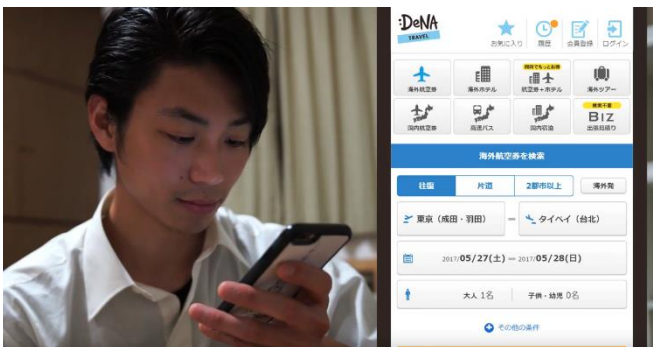 :DeNA
TRAVEL
お気に入り 履歴 会員登録 ログイン
海外航空券 海外ホテル 航空券+ホテル 海外ツアー
国内航空券 高速バス 国内宿泊 BIZ
出張見積り
海外航空券を検索
往復 片道 2都市以上 海外発
東京（成田・羽田） タイペイ（台北）
2017/05/27(土) ― 2017/05/28(日)
大人 1名 子供・幼児 0名
その他の条件